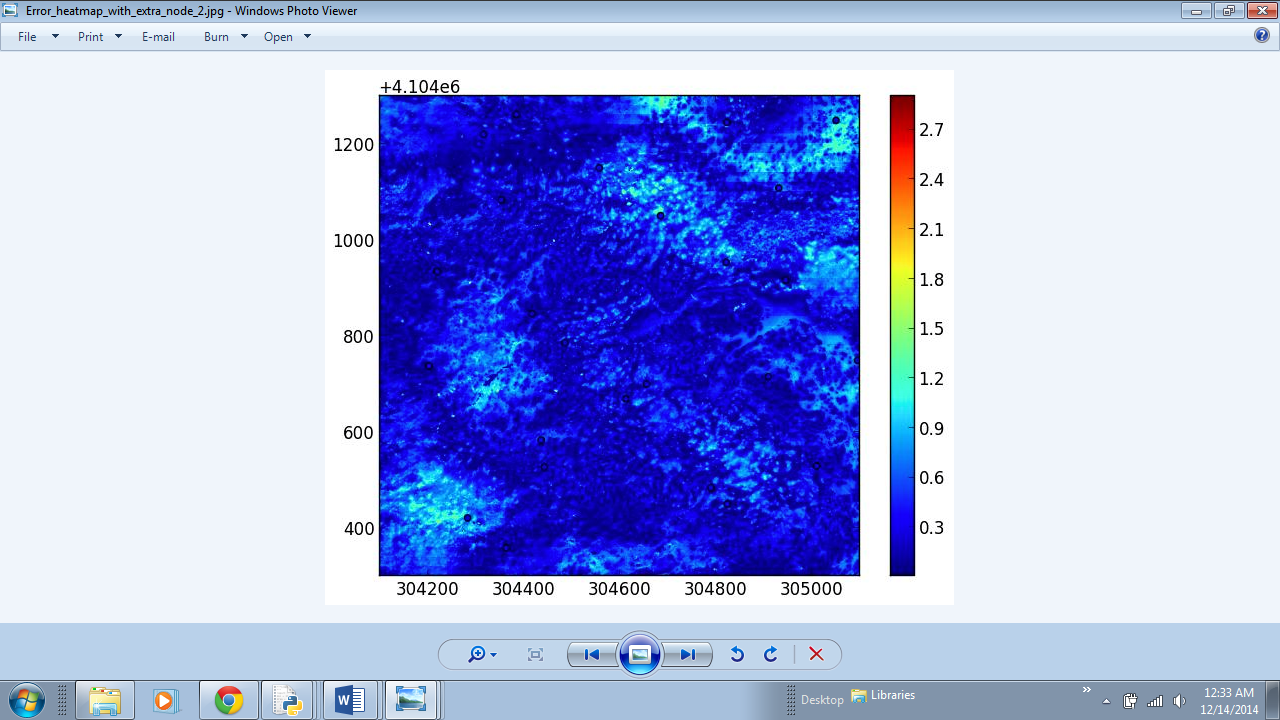 Error_heatmap_with_extra_node_2.jpg - Windows Photo Viewer
File Print E-mail Burn Open
+4.104e6
1200
1000
800
600
400
304200 304400 304600 304800 305000
2.7
2.4
2.1
1.8
1.5
1.2
0.9
0.6
0.3
Desktop Libraries
12:33 AM
12/14/2014